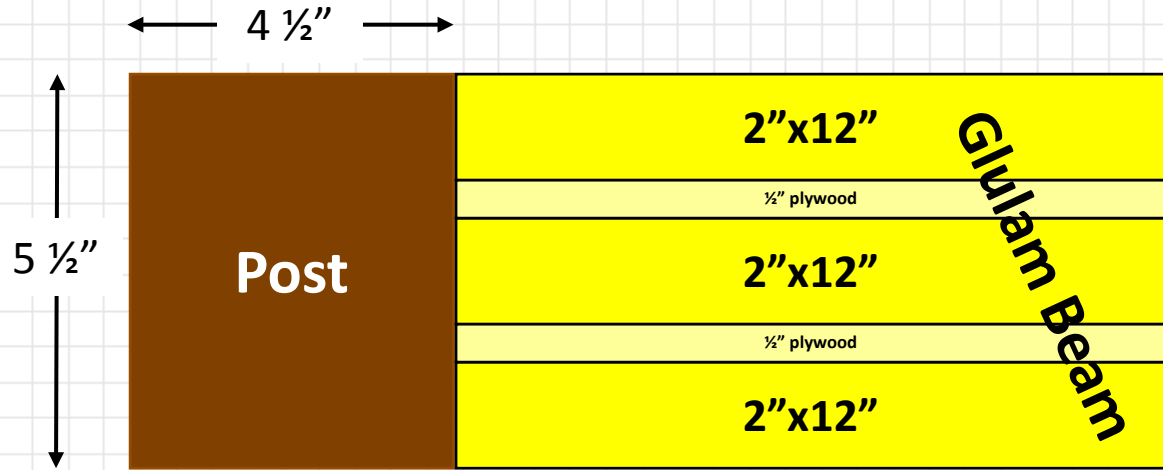 4 ½”
2”x12”
½” plywood
5 ½”
Post
2”x12”
½” plywood
2”x12”
Glulam Beam